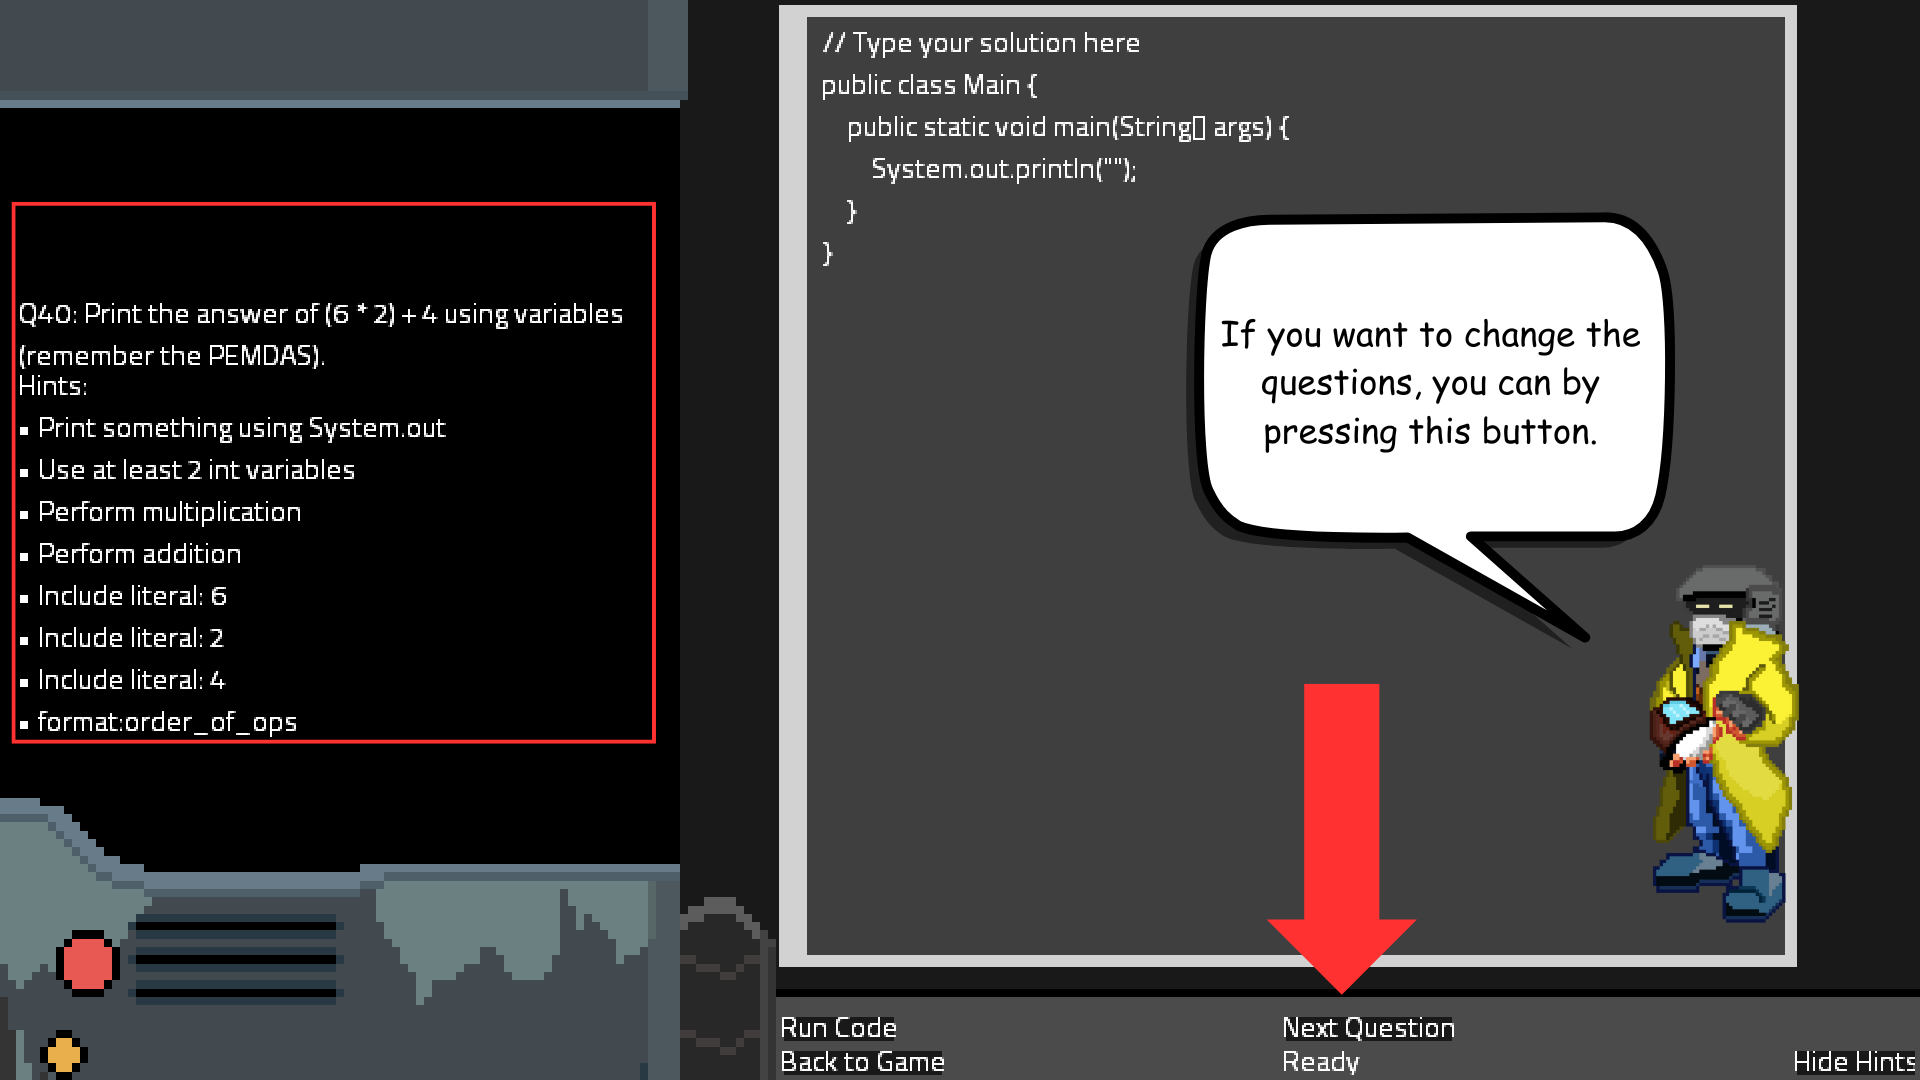 Q40: Print the answer of (6 * 2) + 4 using variables
(remember the PEMDAS).
Hints:
▪ Print something using System.out
▪ Use at least 2 int variables
▪ Perform multiplication
▪ Perform addition
▪ Include literal: 6
▪ Include literal: 2
▪ Include literal: 4
▪ format:order_of_ops
// Type your solution here
public class Main {
    public static void main(String[] args) {
        System.out.println("");
    }
}
If you want to change the
questions, you can by
pressing this button.
Run Code
Next Question
Back to Game
Ready
Hide Hints